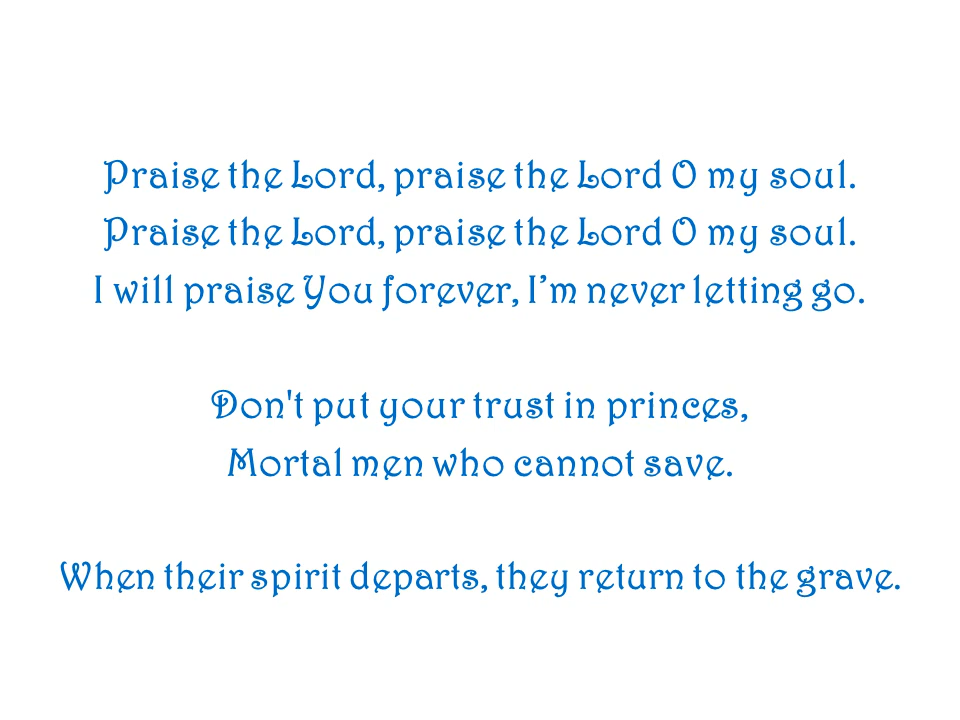 Praise the Lord, praise the Lord O my soul.
Praise the Lord, praise the Lord O my soul.
I will praise You forever, I’m never letting go.
Don't put your trust in princes,
Mortal men who cannot save.
When their spirit departs, they return to the grave.